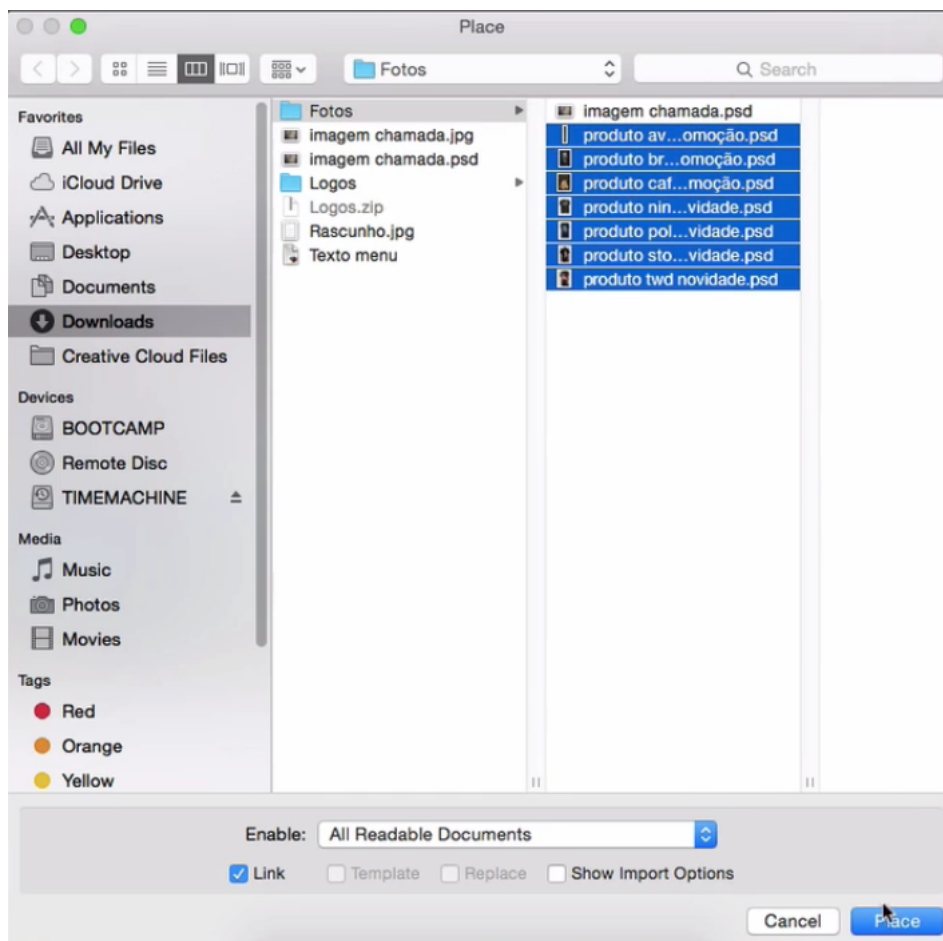 Place
Fotos
Search
Favorites
All My Files
iCloud Drive
Applications
Desktop
Documents
Downloads
Creative Cloud Files
Devices
BOOTCAMP
Remote Disc
TIMEMACHINE
Media
Music
Photos
Movies
Tags
Red
Orange
Yellow
Fotos
imagem chamada.jpg
imagem chamada.psd
Logos
Logos.zip
Rascunho.jpg
Texto menu
imagem chamada.psd
produto av...omoção.psd
produto br...omoção.psd
produto caf...moção.psd
produto nin...vidade.psd
produto pol...vidade.psd
produto sto...vidade.psd
produto twd novidade.psd
Enable: All Readable Documents
Link Template Replace Show Import Options
Cancel Place